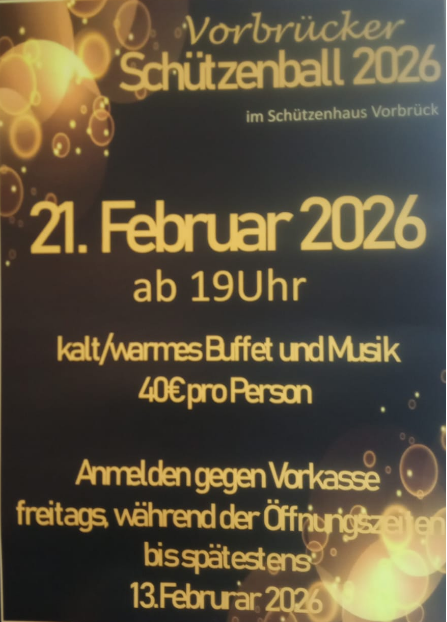 Vorbrücker
Schützenball 2026
im Schützenhaus Vorbrück
21. Februar 2026
ab 19Uhr
kalt/warmes Buffet und Musik
40€ pro Person
Anmelden gegen Vorkasse
freitags, während der Öffnungszeiten
bis spätestens
13.Februrar 2026